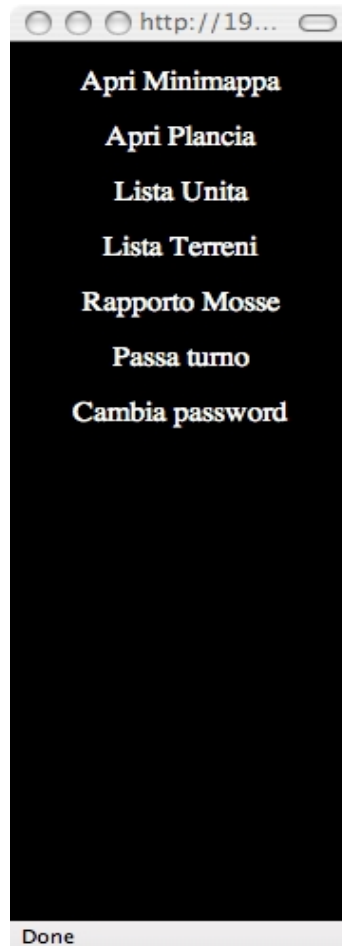 http://19...
Apri Minimappa
Apri Plancia
Lista Unita
Lista Terreni
Rapporto Mosse
Passa turno
Cambia password
Done